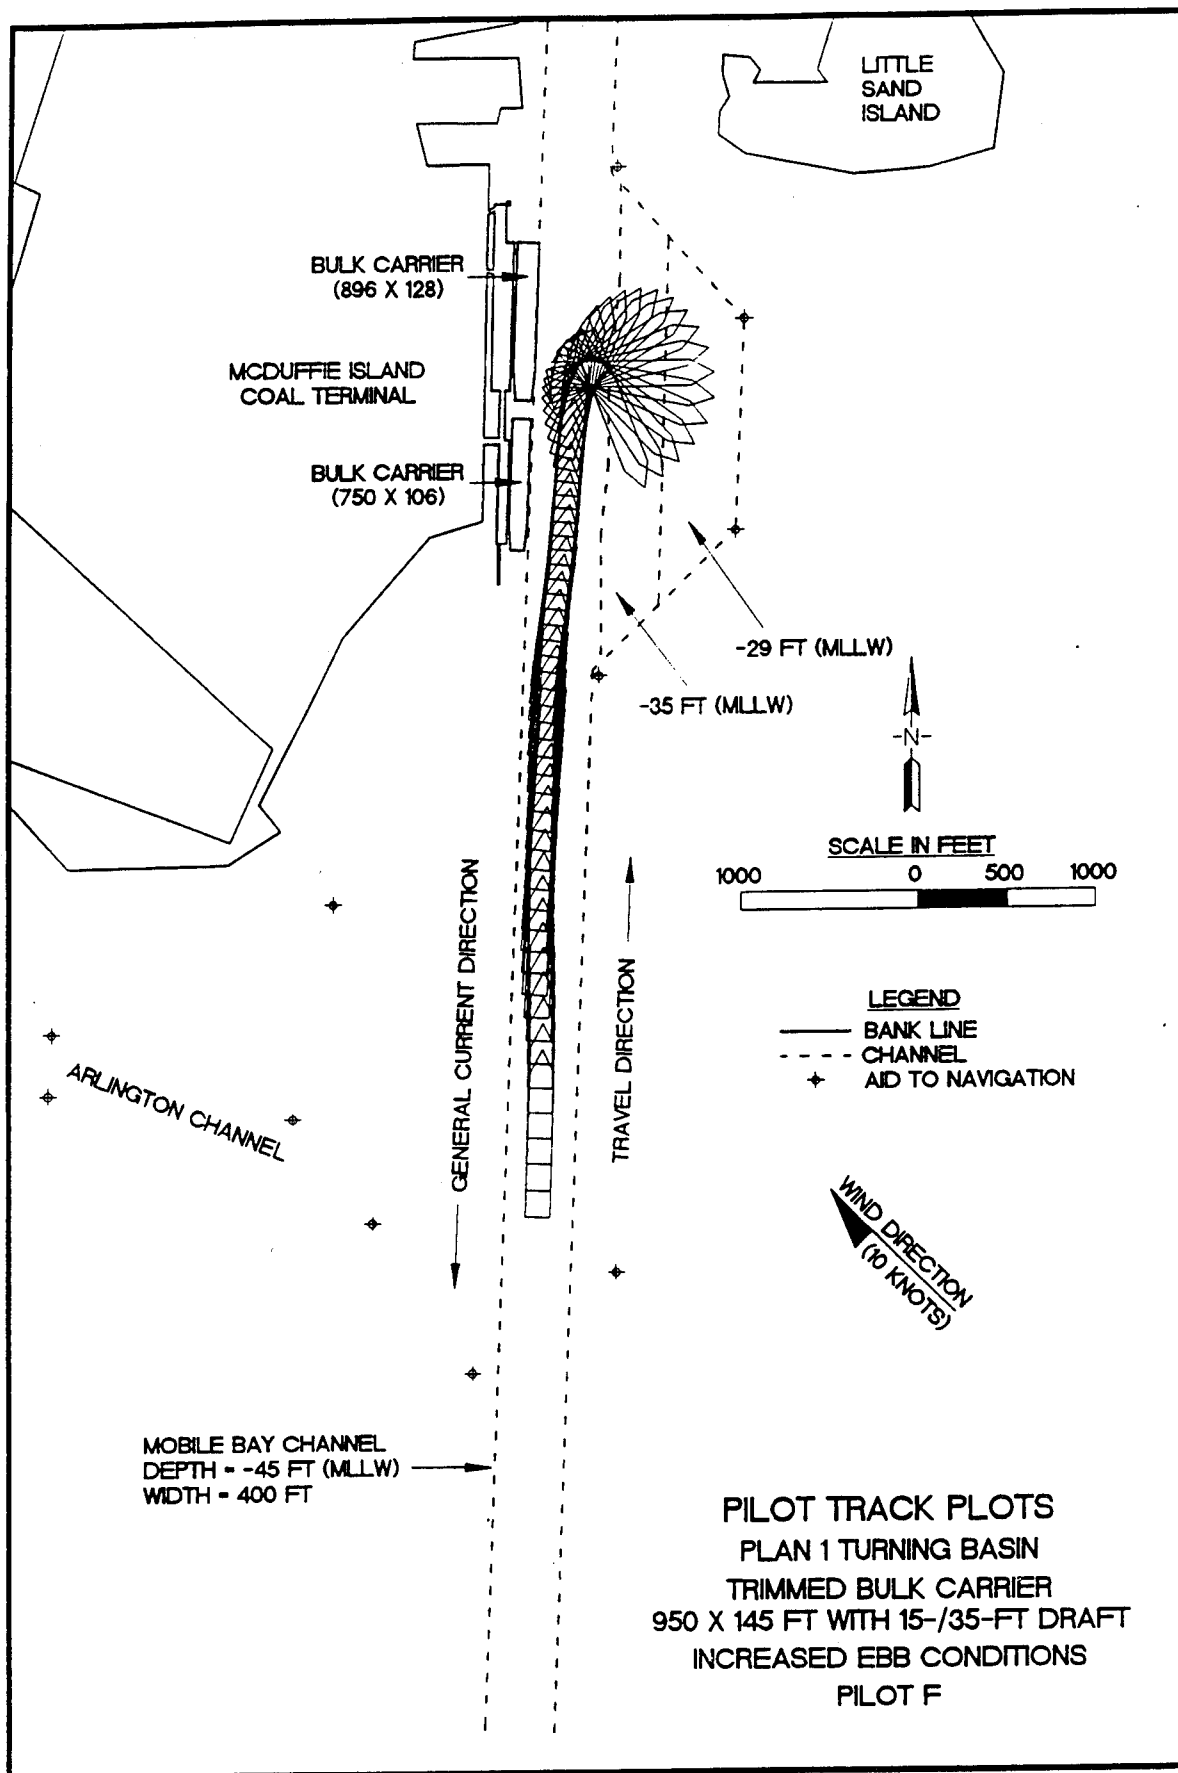 LITTLE
SAND
ISLAND
BULK CARRIER
(896 X 128)
MCDUFFIE ISLAND
COAL TERMINAL
BULK CARRIER
(750 X 106)
-29 FT (MLLW)
-35 FT (MLLW)
-N-
SCALE IN FEET
1000 0 500 1000
GENERAL CURRENT DIRECTION
TRAVEL DIRECTION
LEGEND
BANK LINE
CHANNEL
AID TO NAVIGATION
ARLINGTON CHANNEL
WIND DIRECTION
(10 KNOTS)
MOBILE BAY CHANNEL
DEPTH = -45 FT (MLLW)
WIDTH = 400 FT
PILOT TRACK PLOTS
PLAN 1 TURNING BASIN
TRIMMED BULK CARRIER
950 X 145 FT WITH 15-/35-FT DRAFT
INCREASED EBB CONDITIONS
PILOT F